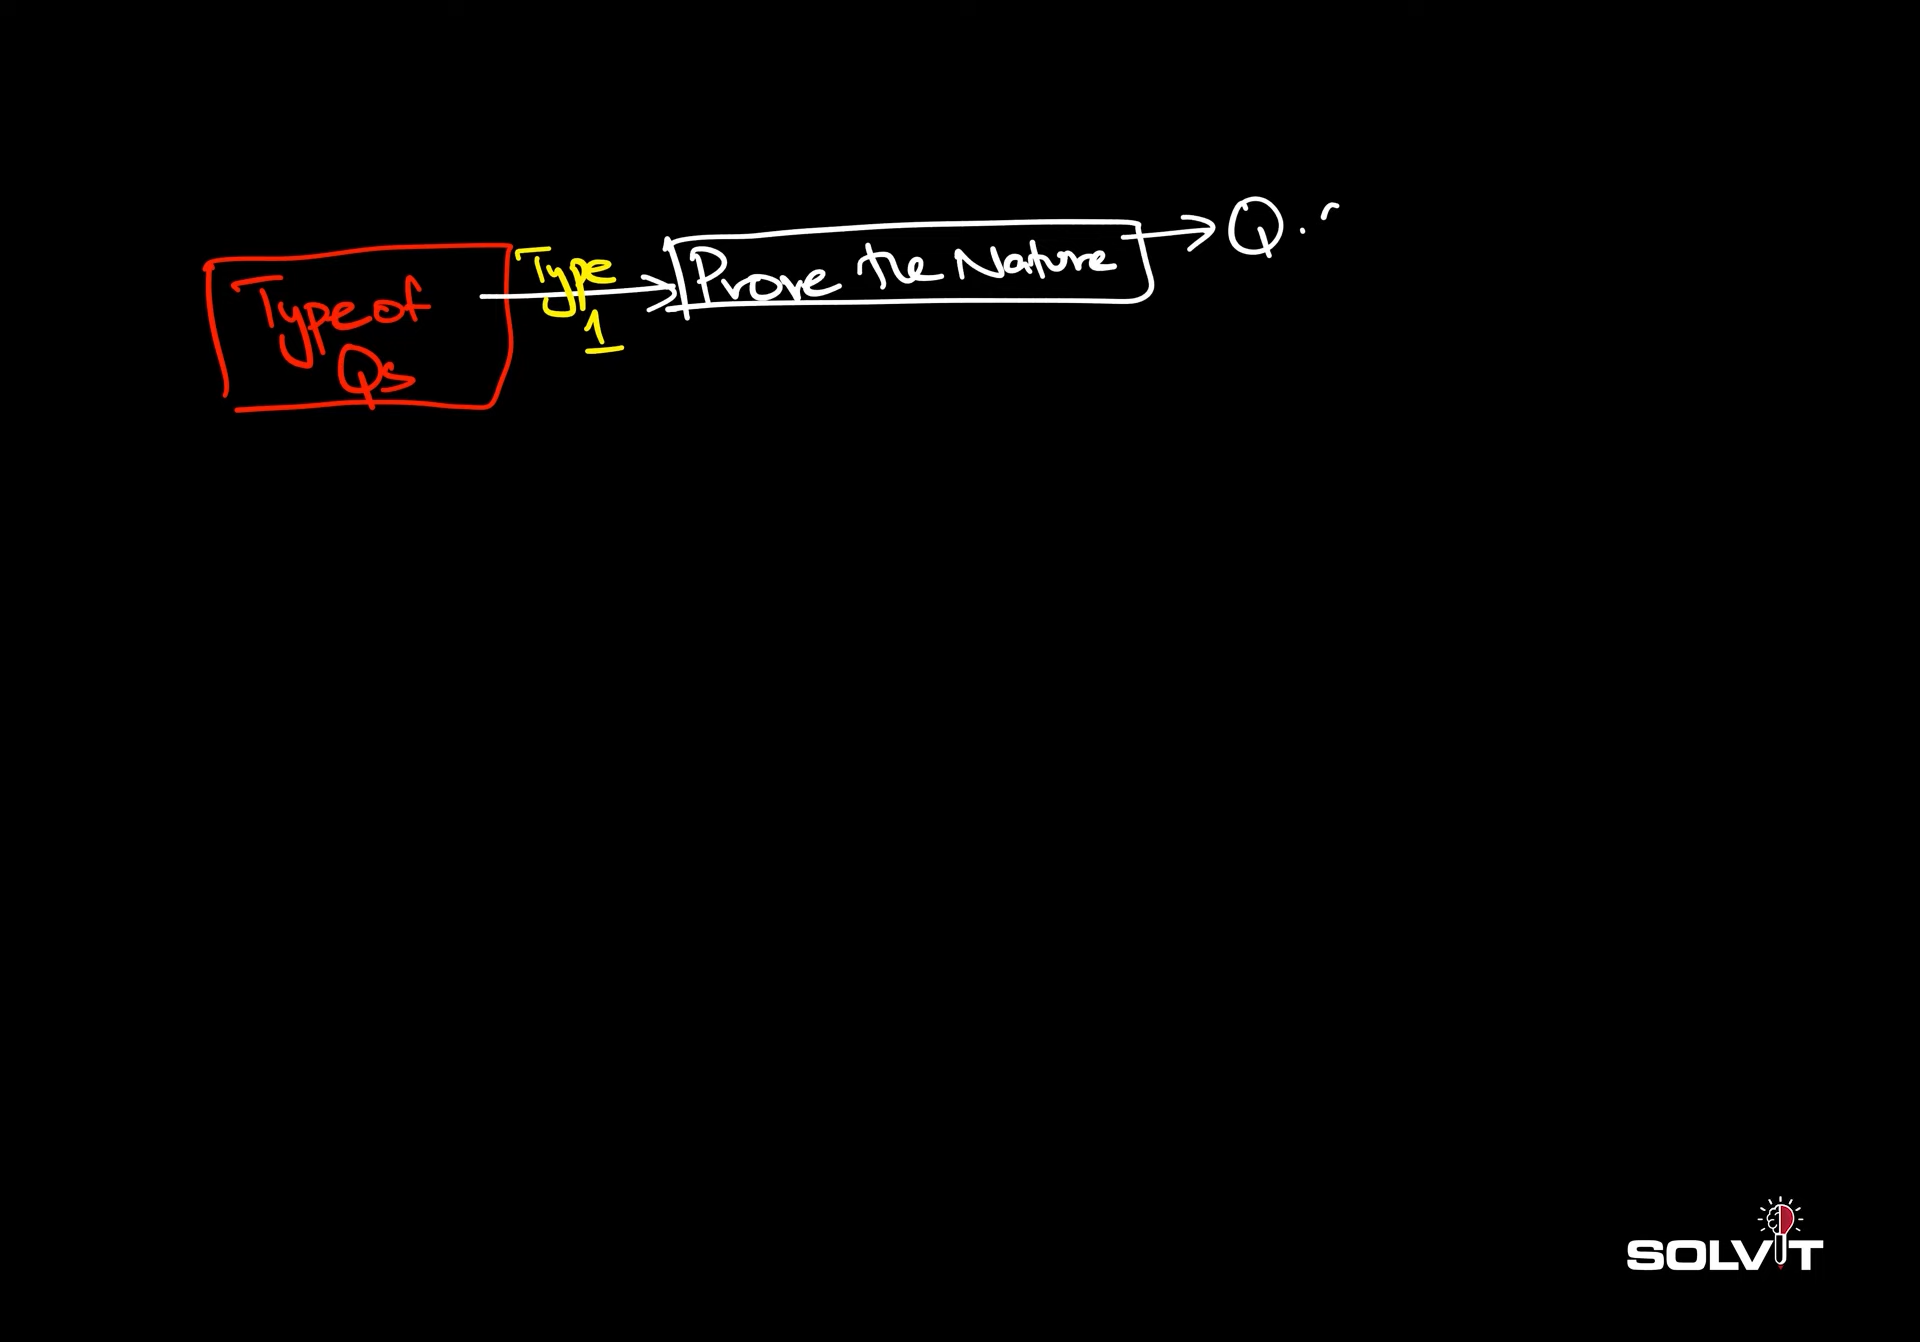 Type of
Qs
Type
1
Prove the Nature
Q.
SOLVIT